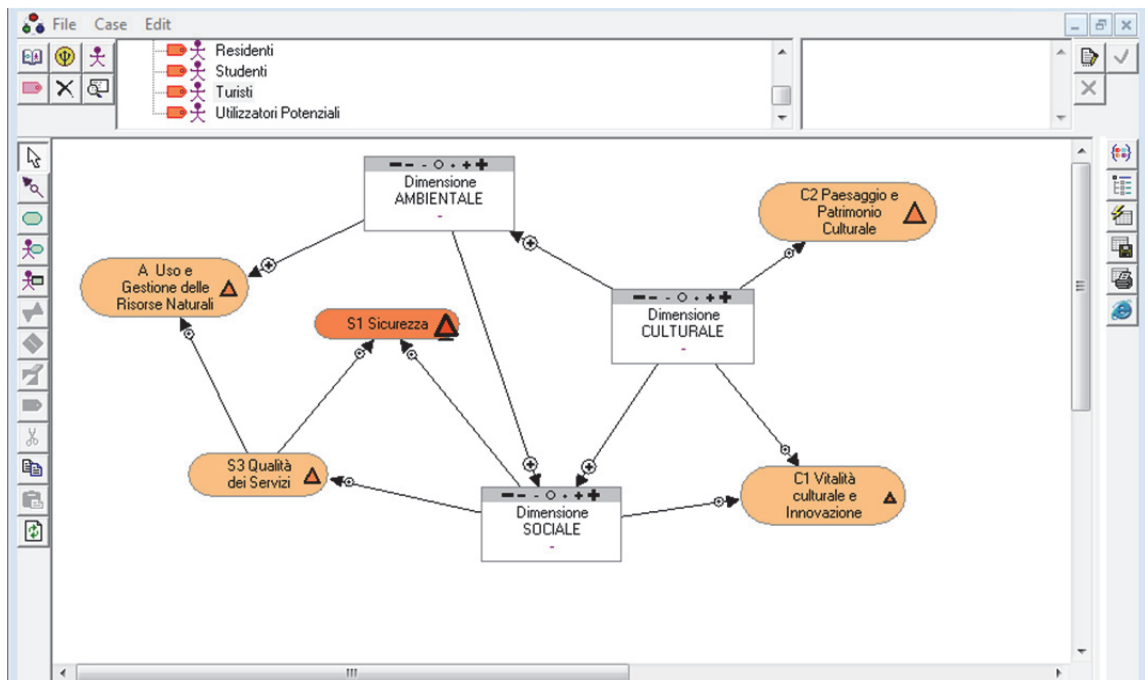 File Case Edit
Residenti
Studenti
Turisti
Utilizzatori Potenziali
Dimensione
AMBIENTALE
-
C2 Paesaggio e
Patrimonio
Culturale
A Uso e
Gestione delle
Risorse Naturali
S1 Sicurezza
Dimensione
CULTURALE
-
S3 Qualità
dei Servizi
C1 Vitalità
culturale e
Innovazione
Dimensione
SOCIALE
-